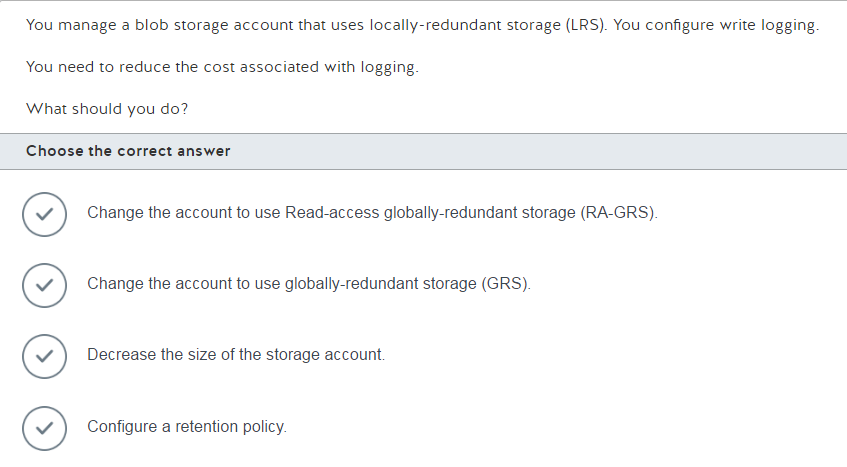 You manage a blob storage account that uses locally-redundant storage (LRS). You configure write logging.
You need to reduce the cost associated with logging.
What should you do?
Choose the correct answer
Change the account to use Read-access globally-redundant storage (RA-GRS).
Change the account to use globally-redundant storage (GRS).
Decrease the size of the storage account.
Configure a retention policy.